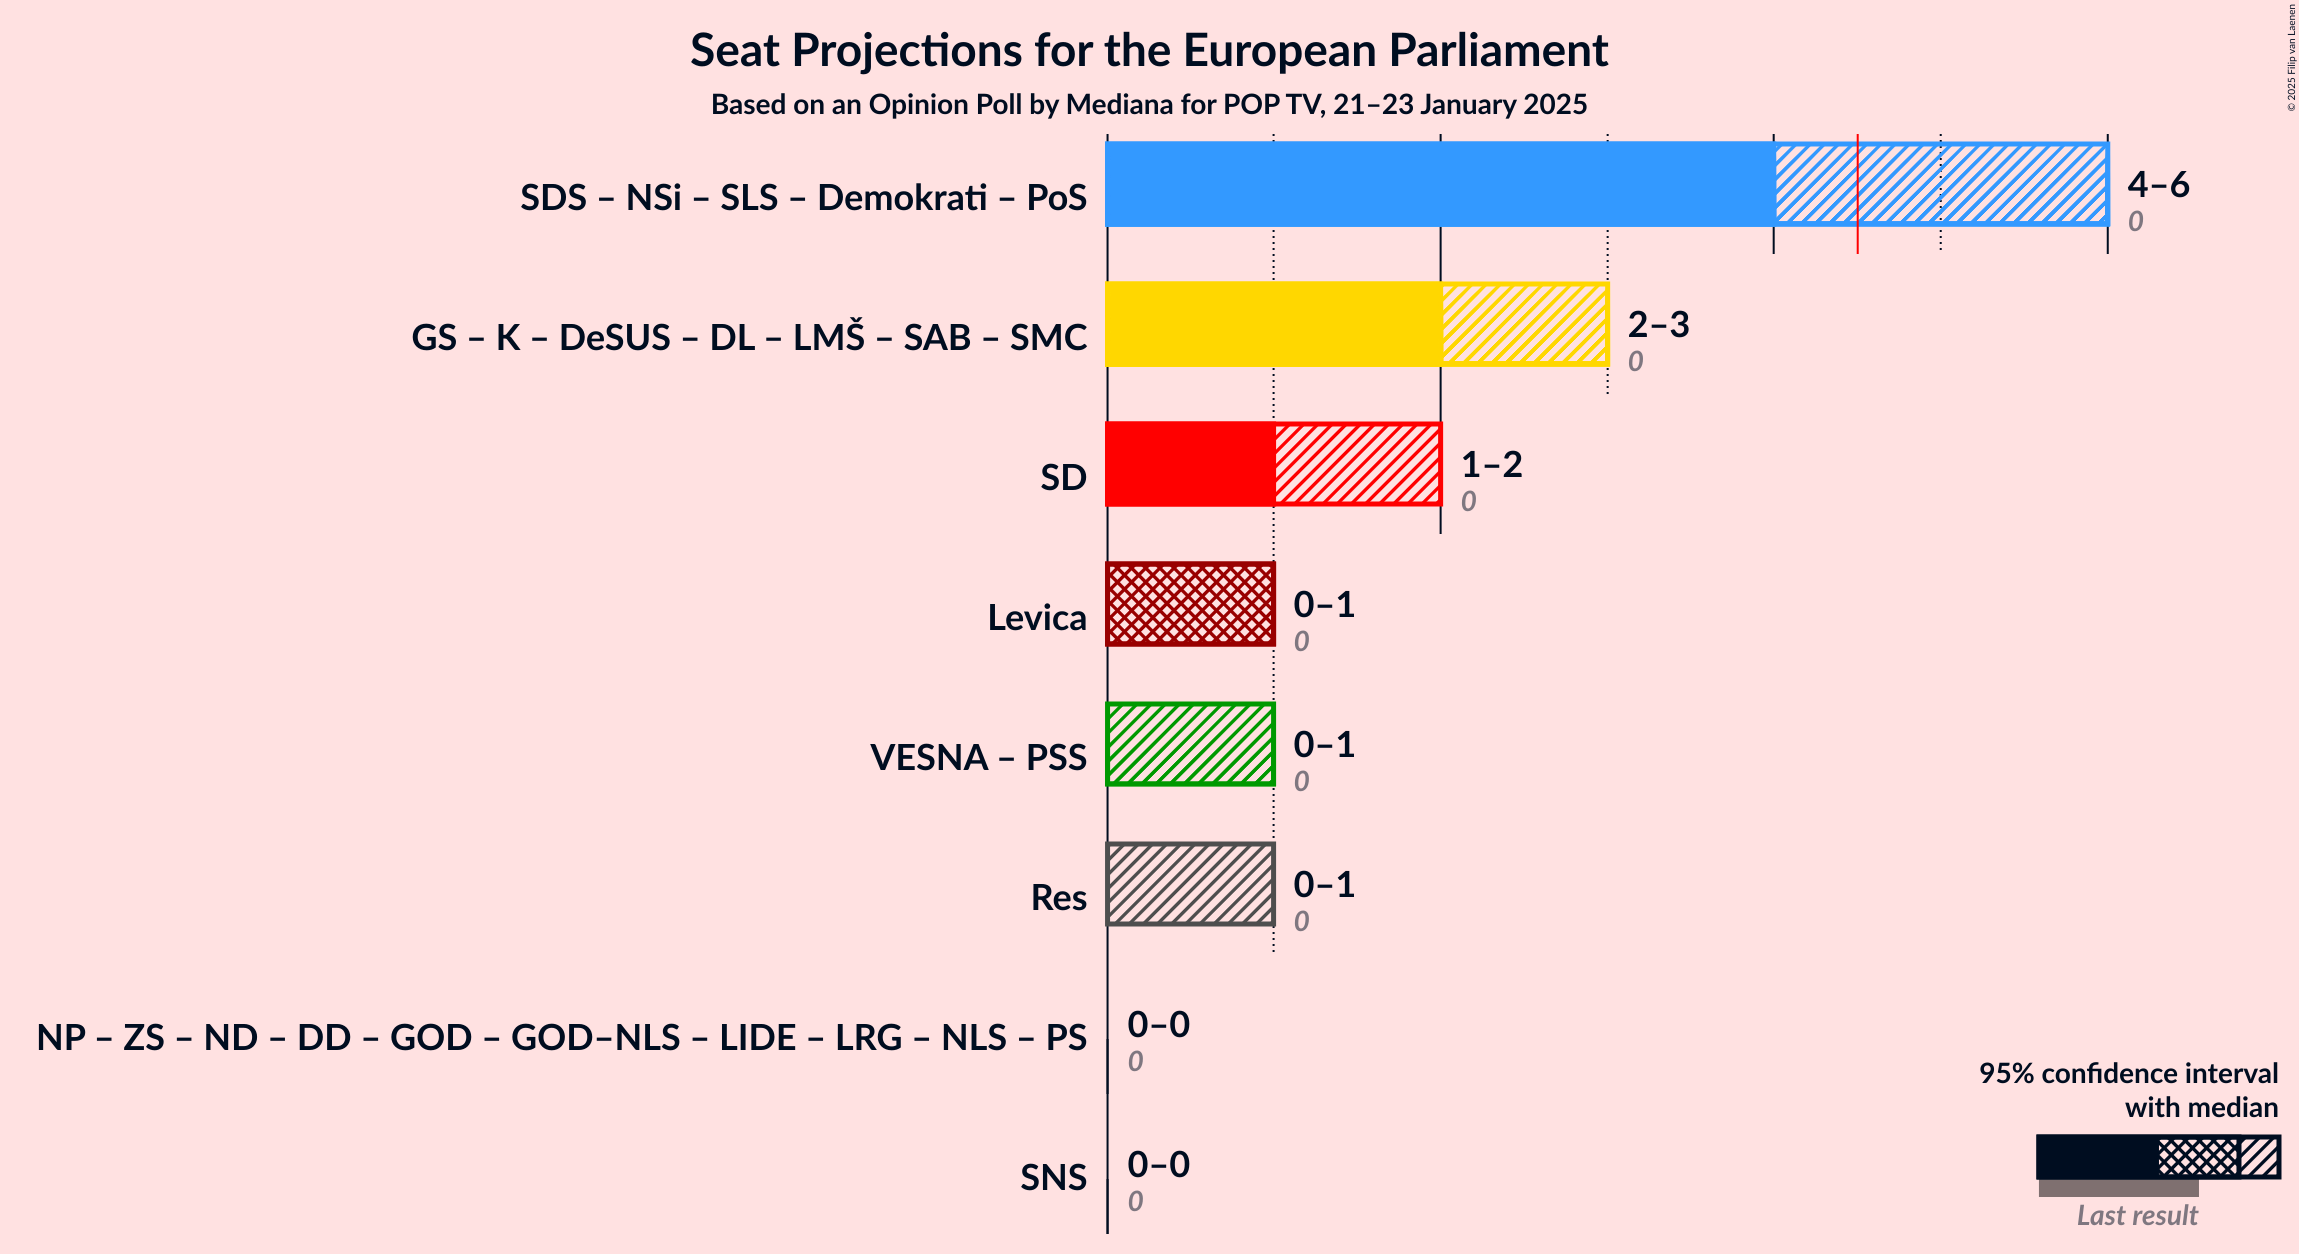 Seat Projections for the European Parliament
Based on an Opinion Poll by Mediana for POP TV, 21–23 January 2025
© 2025 Filip van Laenen
SDS – NSi – SLS – Demokrati – PoS
4–6
0
GS – K – DeSUS – DL – LMŠ – SAB – SMC
2–3
0
SD
1–2
0
Levica
0–1
0
VESNA – PSS
0–1
0
Res
0–1
0
NP – ZS – ND – DD – GOD – GOD–NLS – LIDE – LRG – NLS – PS
0–0
0
SNS
0–0
0
95% confidence interval
with median
Last result